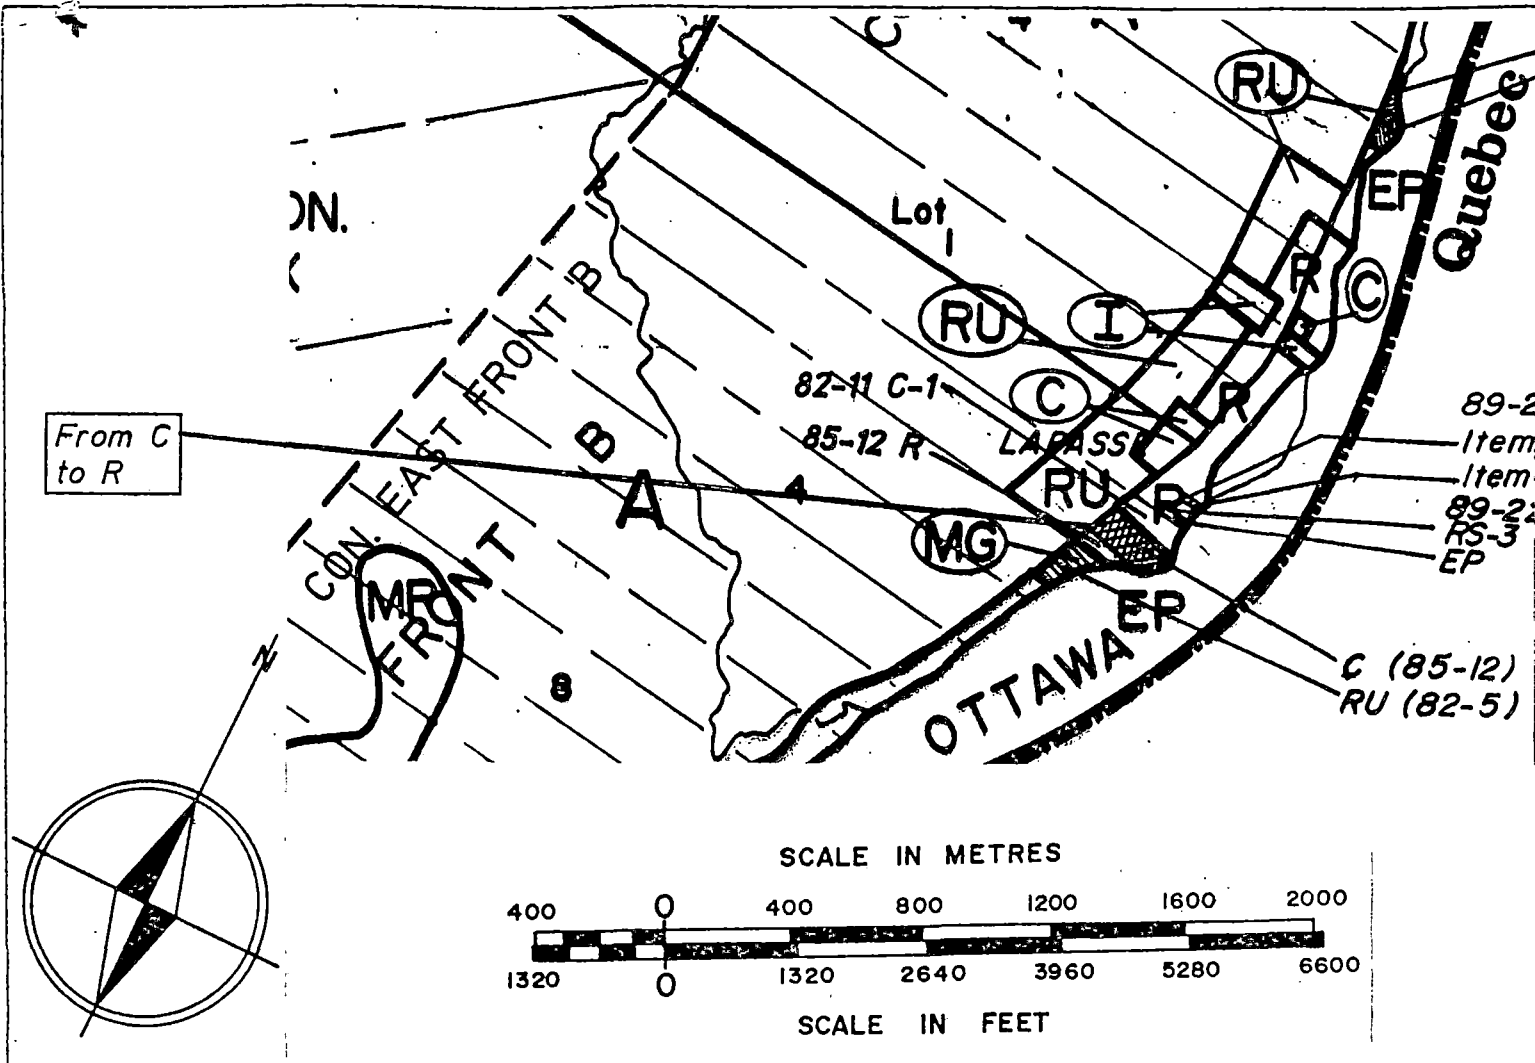 RU
Quebec
EP
ON.
Lot
1
R
C
RU
I
CON. EAST FRONT 'B'
82-11 C-1
C
R
89-2
From C
to R
B
85-12 R
LAPASSE
Item
A
4
RU
R
Item
89-22
RS-3
EP
MG
MR
FRONT
EP
8
OTTAWA
C (85-12)
RU (82-5)
N
SCALE IN METRES
400 0 400 800 1200 1600 2000
1320 0 1320 2640 3960 5280 6600
SCALE IN FEET